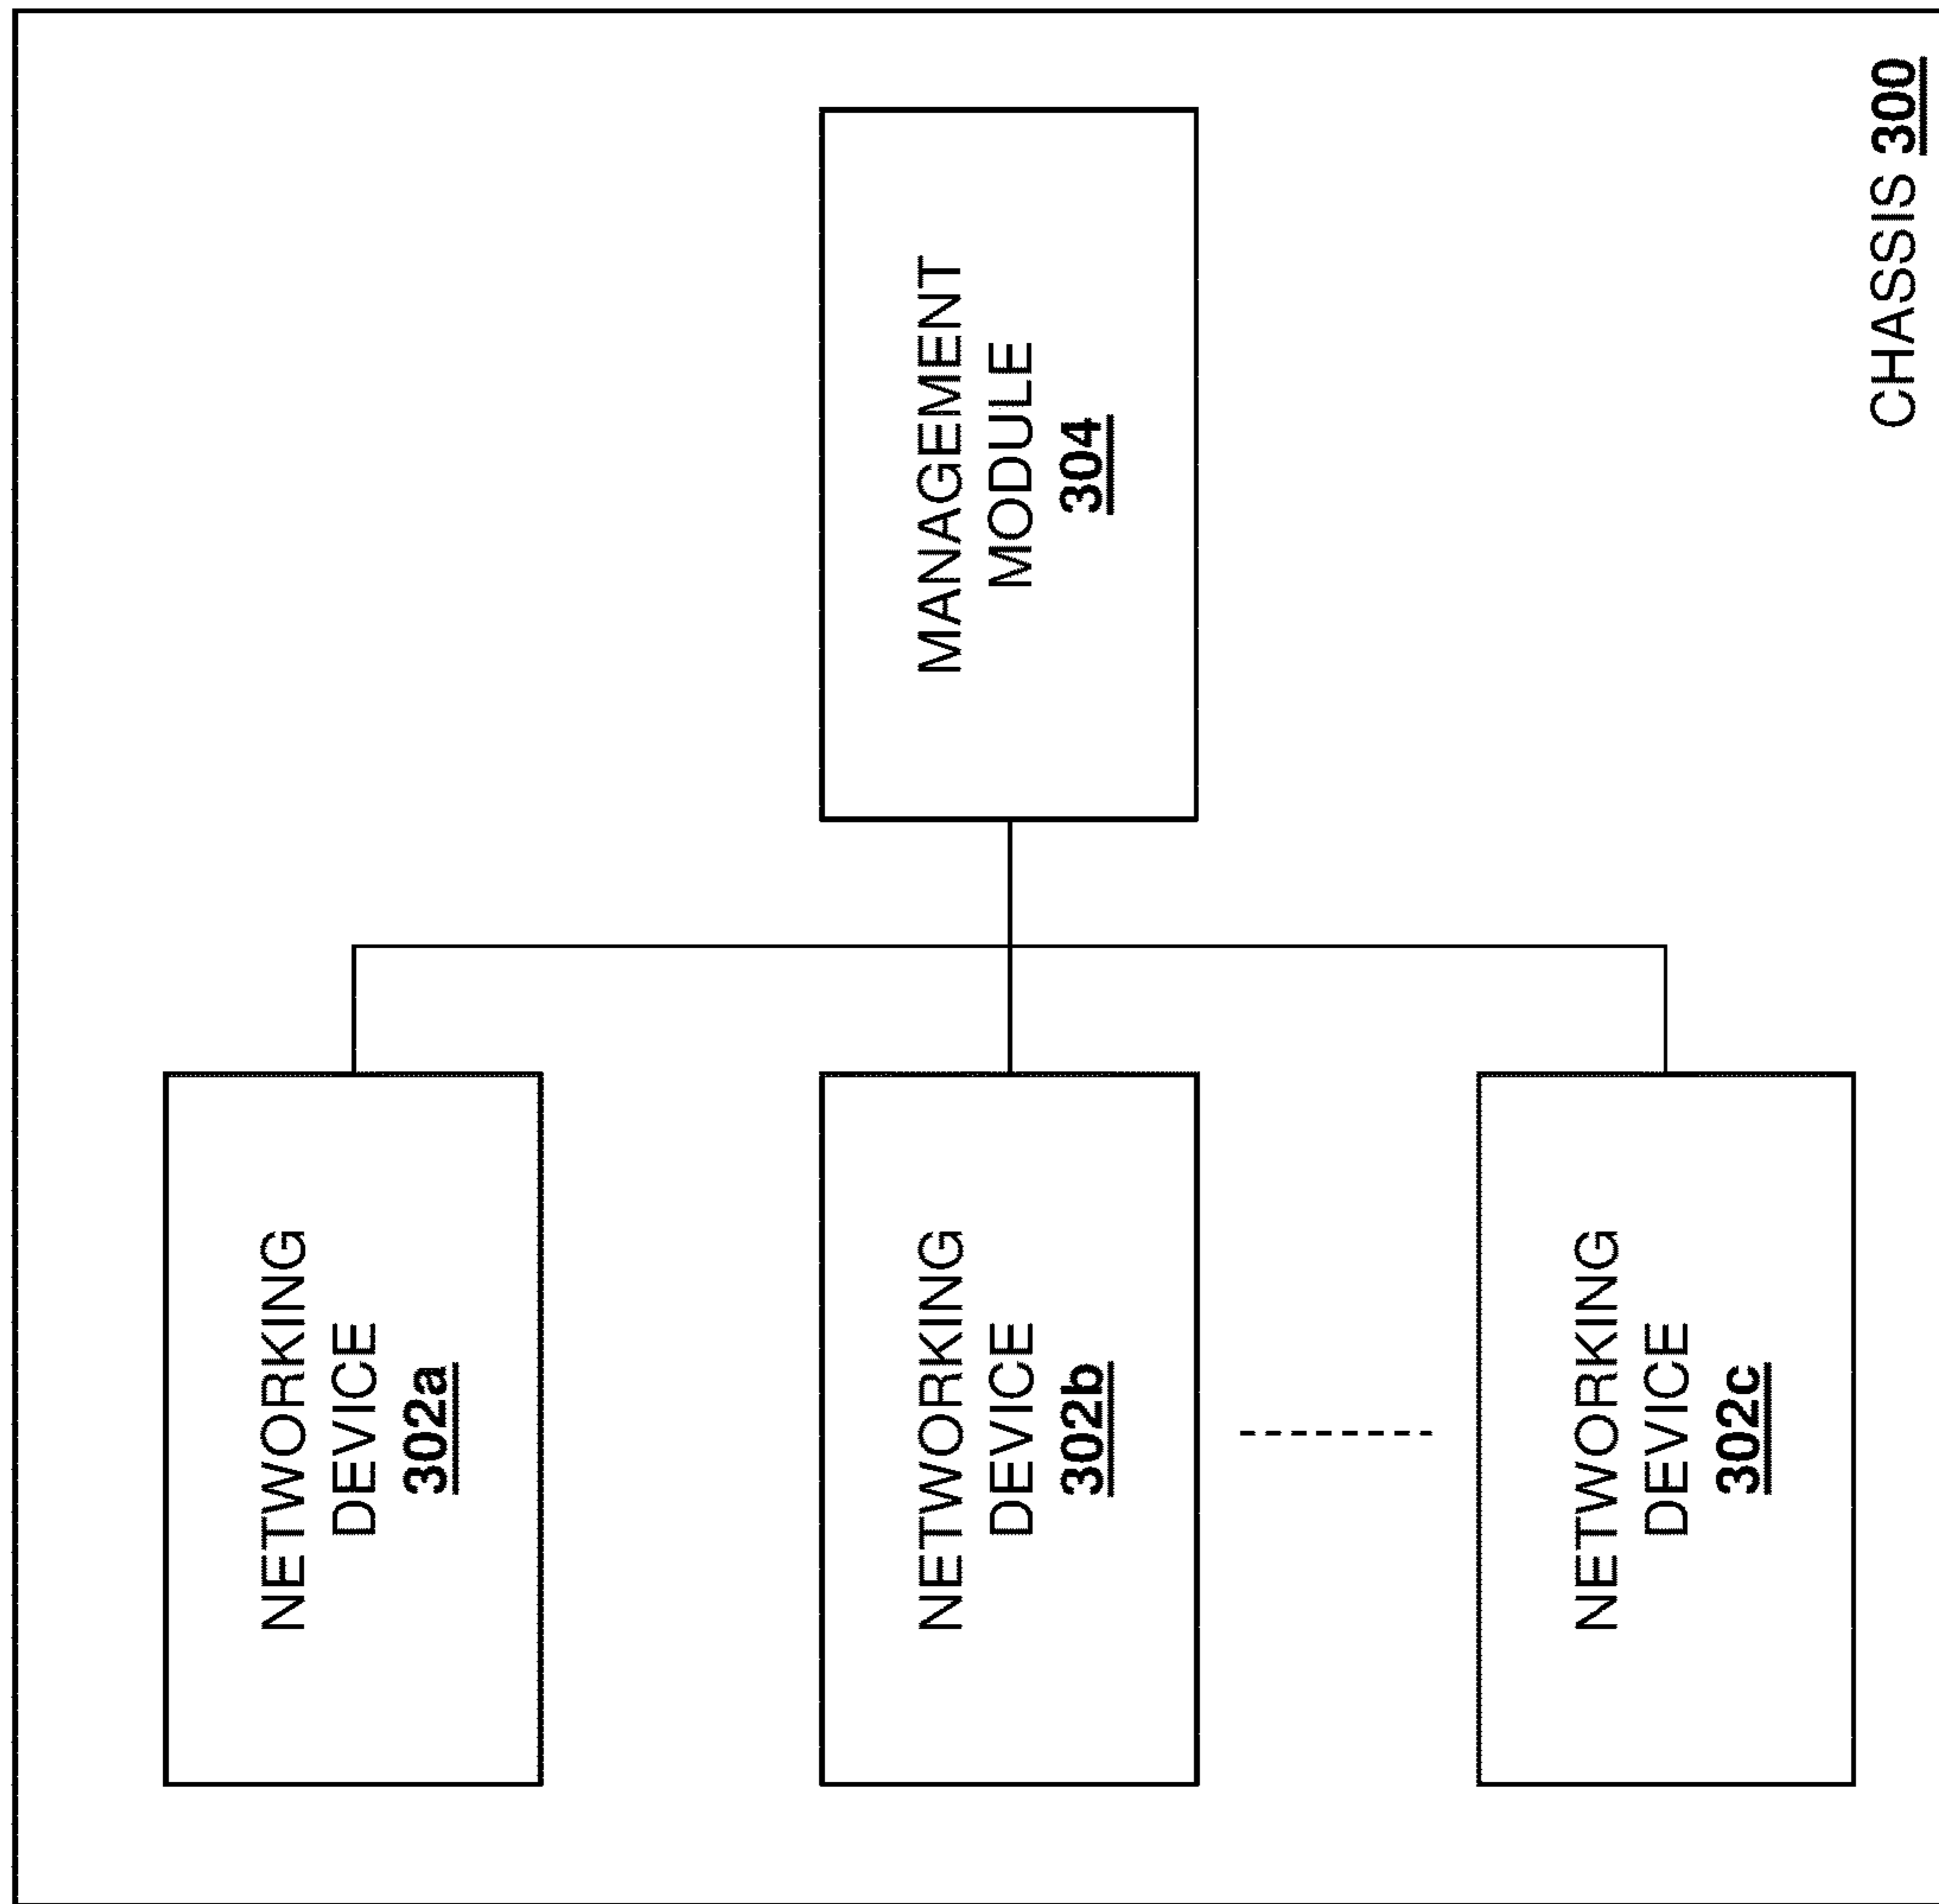 NETWORKING
DEVICE
302a
NETWORKING
DEVICE
302b
NETWORKING
DEVICE
302c
MANAGEMENT
MODULE
304
CHASSIS 300